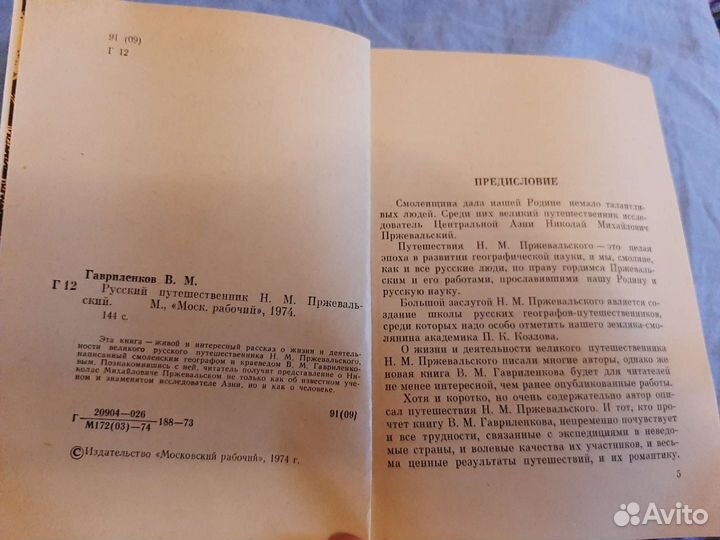 91 (09)
Г 12
Гавриленков В. М.
Г 12 Русский путешественник Н. М. Пржеваль-
ский. М., «Моск. рабочий», 1974.
144 с.
Эта книга — живой и интересный рассказ о жизни и деятель-
ности великого русского путешественника Н. М. Пржевальского,
написанный смоленским географом и краеведом В. М. Гавриленко-
вым. Познакомившись с ней, читатель получит представление о Ни-
колае Михайловиче Пржевальском не только как об известном уче-
ном и знаменитом исследователе Азии, но и как о человеке.
Г 20904—026
М172(03)—74 188—73 91(09)
© Издательство «Московский рабочий», 1974 г.
ПРЕДИСЛОВИЕ
Смоленщина дала нашей Родине немало талантли-
вых людей. Среди них великий путешественник иссле-
дователь Центральной Азии Николай Михайлович
Пржевальский.
Путешествия Н. М. Пржевальского — это целая
эпоха в развитии географической науки, и мы, смоляне,
как и все русские люди, по праву гордимся Пржеваль-
ским и его работами, прославившими нашу Родину и
русскую науку.
Большой заслугой Н. М. Пржевальского является со-
здание школы русских географов-путешественников,
среди которых надо особо отметить нашего земляка-смо-
лянина академика П. К. Козлова.
О жизни и деятельности великого путешественника
Н. М. Пржевальского писали многие авторы, однако же
новая книга В. М. Гавриленкова будет для читателей
не менее интересной, чем ранее опубликованные работы.
Хотя и коротко, но очень содержательно автор опи-
сал путешествия Н. М. Пржевальского. И тот, кто про-
чтет книгу В. М. Гавриленкова, непременно почувствует
и все трудности, связанные с экспедициями в неведо-
мые страны, и волевые качества их участников, и весь-
ма ценные результаты путешествий, и их романтику.
5
Avito